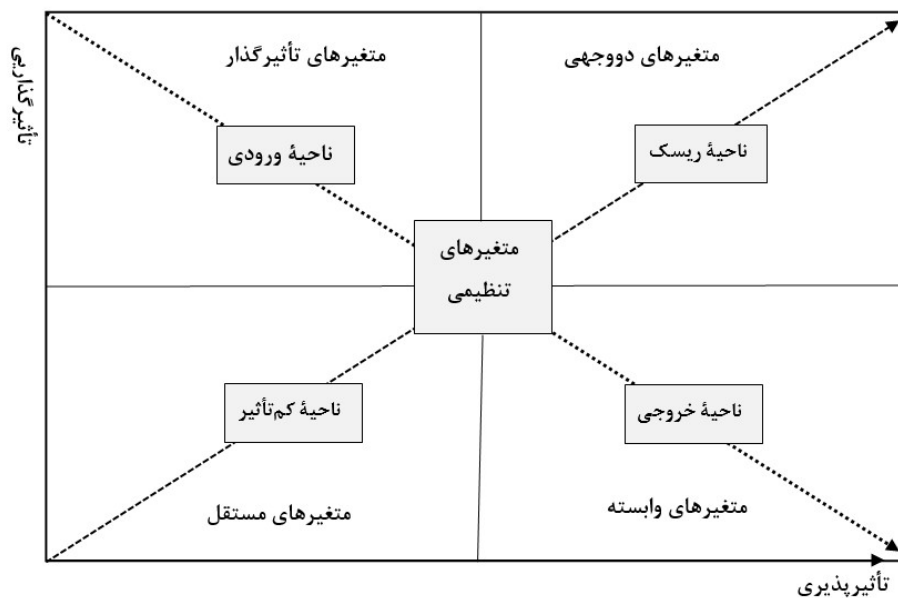 تأثیرگذاریی
متغیرهای دووجهی
متغیرهای تأثیرگذار
ناحیهٔ ریسک
ناحیهٔ ورودی
متغیرهای
تنظیمی
ناحیهٔ خروجی
ناحیهٔ کم‌تأثیر
متغیرهای وابسته
متغیرهای مستقل
تأثیرپذیری